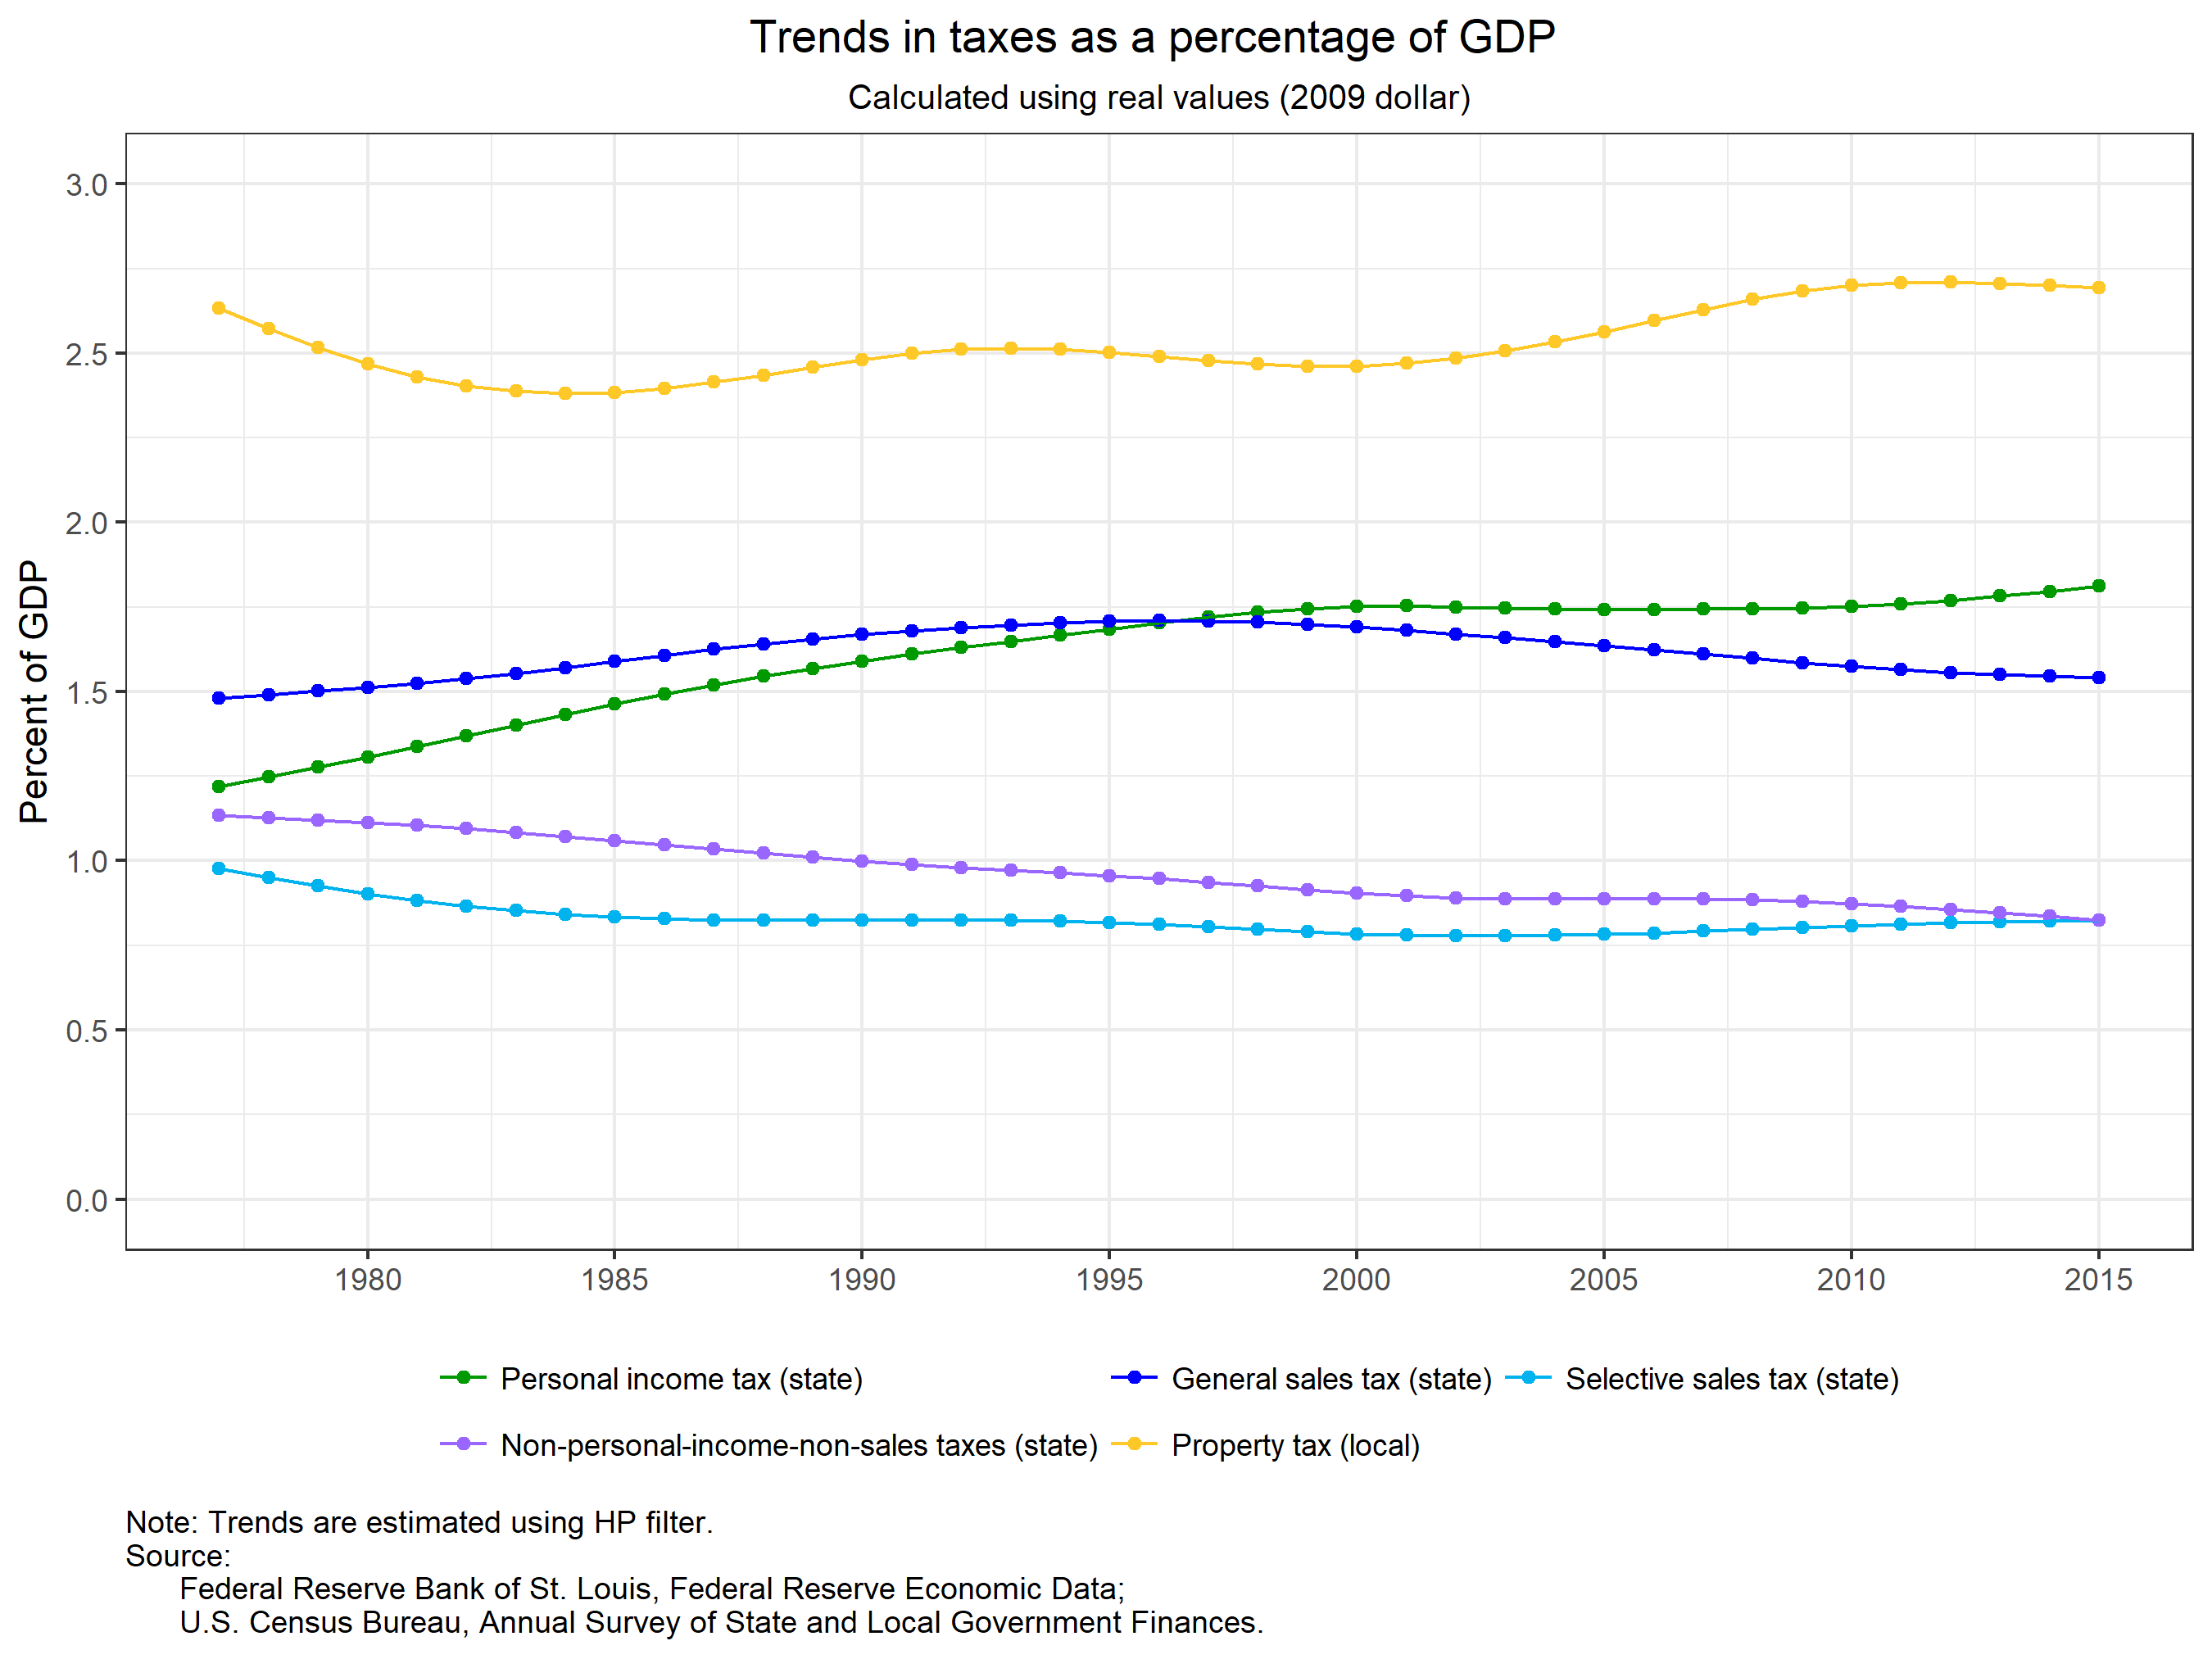 Trends in taxes as a percentage of GDP
Calculated using real values (2009 dollar)
Percent of GDP
3.0
2.5
2.0
1.5
1.0
0.5
0.0
1980 1985 1990 1995 2000 2005 2010 2015
Personal income tax (state) General sales tax (state) Selective sales tax (state)
Non-personal-income-non-sales taxes (state) Property tax (local)
Note: Trends are estimated using HP filter.
Source:
Federal Reserve Bank of St. Louis, Federal Reserve Economic Data;
U.S. Census Bureau, Annual Survey of State and Local Government Finances.